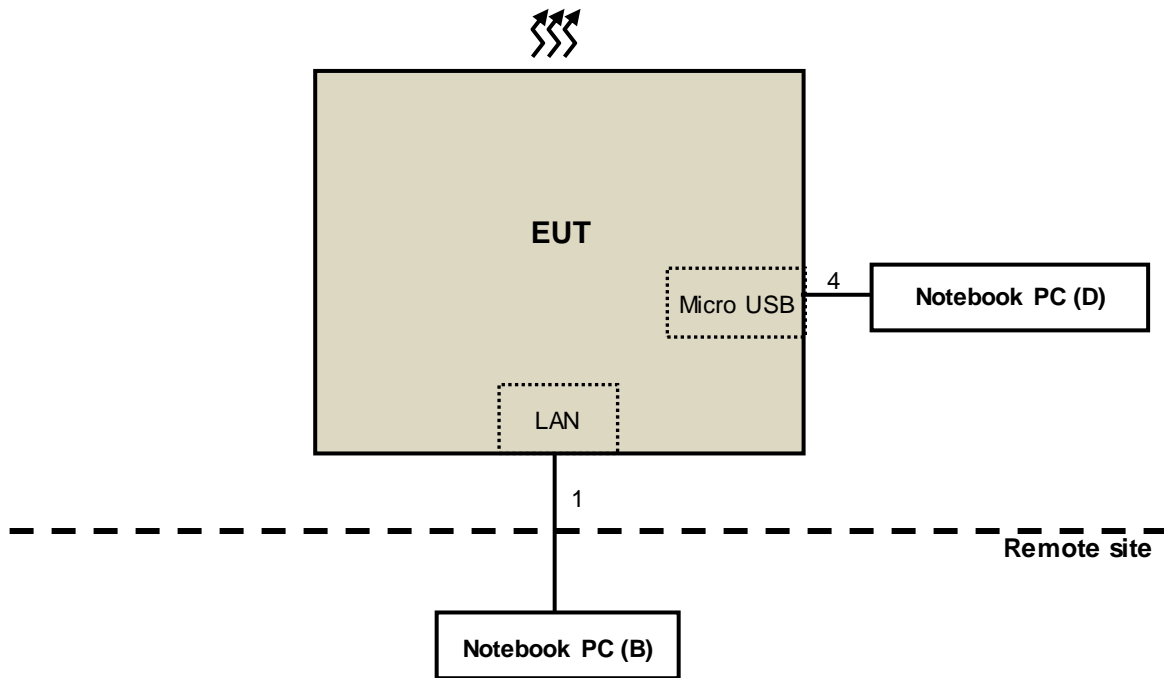 EUT
Micro USB
4
Notebook PC (D)
LAN
1
Remote site
Notebook PC (B)